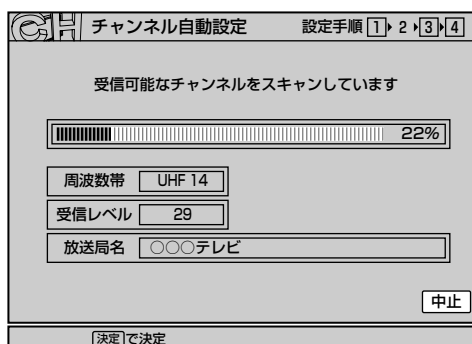 CH チャンネル自動設定 設定手順 1 2 3 4
受信可能なチャンネルをスキャンしています
22%
周波数帯 UHF 14
受信レベル 29
放送局名 ○○○テレビ
中止
決定で決定